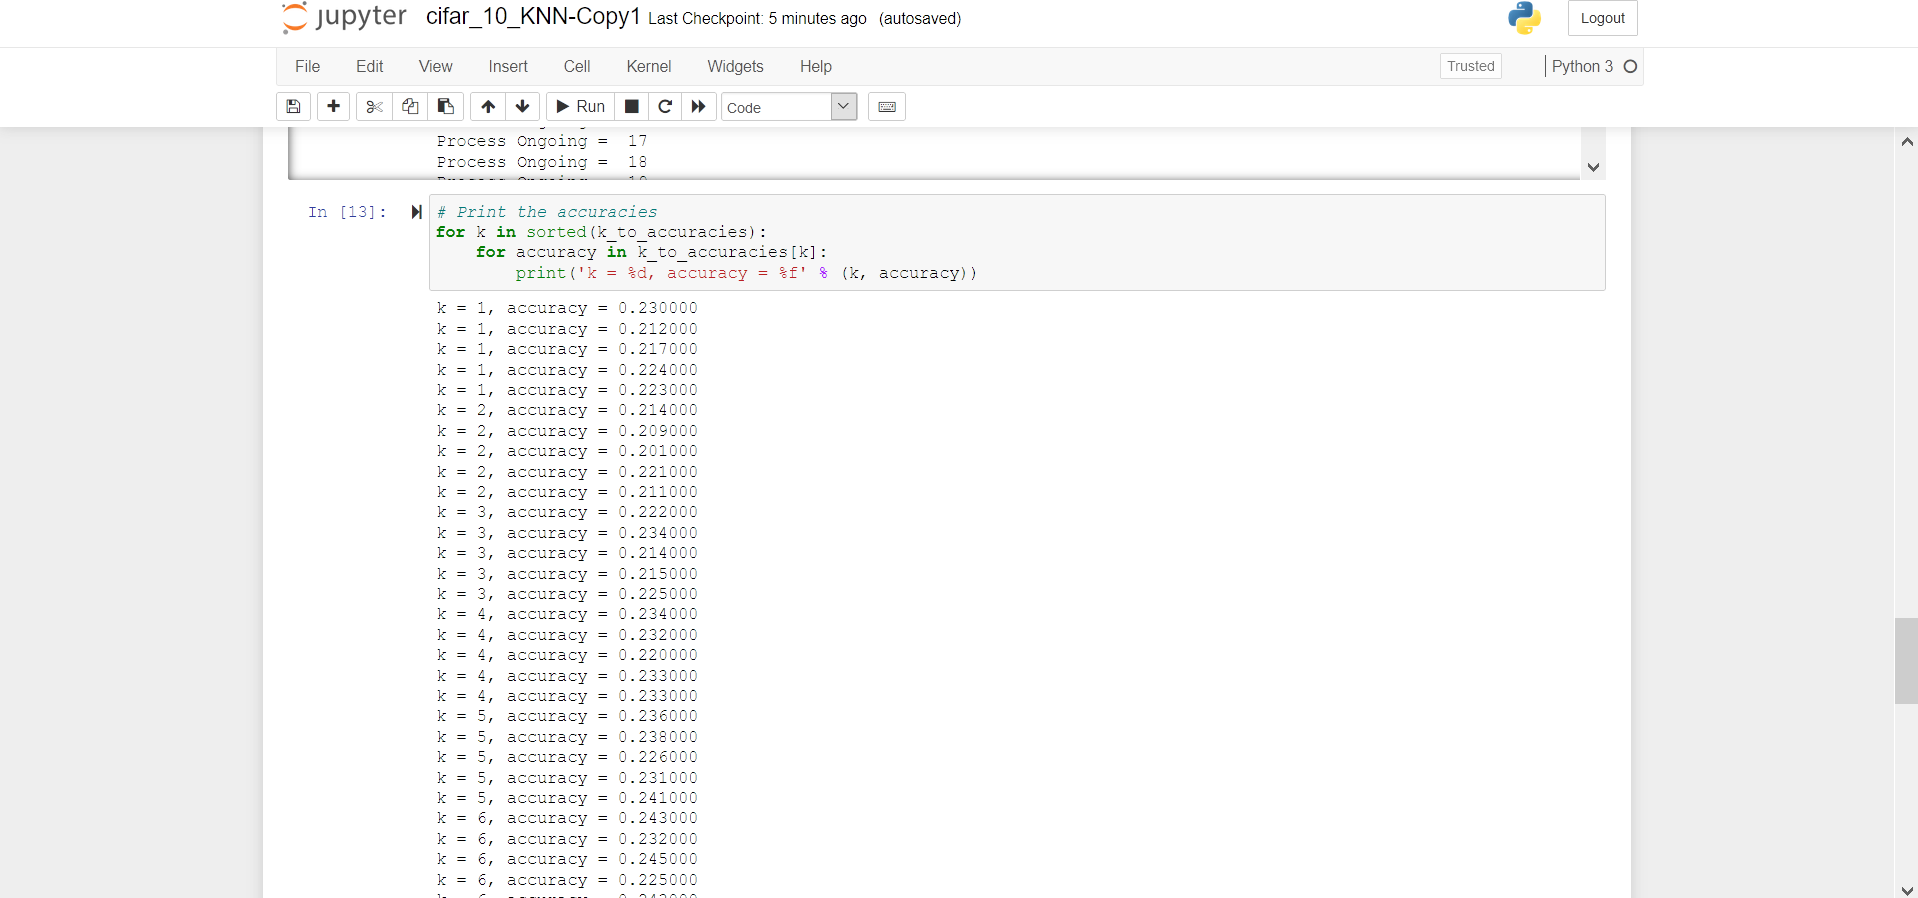 jupyter cifar_10_KNN-Copy1 Last Checkpoint: 5 minutes ago (autosaved) Logout
File Edit View Insert Cell Kernel Widgets Help Trusted Python 3
Run Code
Process Ongoing = 17
Process Ongoing = 18
In [13]: # Print the accuracies
for k in sorted(k_to_accuracies):
for accuracy in k_to_accuracies[k]:
print('k = %d, accuracy = %f' % (k, accuracy))
k = 1, accuracy = 0.230000
k = 1, accuracy = 0.212000
k = 1, accuracy = 0.217000
k = 1, accuracy = 0.224000
k = 1, accuracy = 0.223000
k = 2, accuracy = 0.214000
k = 2, accuracy = 0.209000
k = 2, accuracy = 0.201000
k = 2, accuracy = 0.221000
k = 2, accuracy = 0.211000
k = 3, accuracy = 0.222000
k = 3, accuracy = 0.234000
k = 3, accuracy = 0.214000
k = 3, accuracy = 0.215000
k = 3, accuracy = 0.225000
k = 4, accuracy = 0.234000
k = 4, accuracy = 0.232000
k = 4, accuracy = 0.220000
k = 4, accuracy = 0.233000
k = 4, accuracy = 0.233000
k = 5, accuracy = 0.236000
k = 5, accuracy = 0.238000
k = 5, accuracy = 0.226000
k = 5, accuracy = 0.231000
k = 5, accuracy = 0.241000
k = 6, accuracy = 0.243000
k = 6, accuracy = 0.232000
k = 6, accuracy = 0.245000
k = 6, accuracy = 0.225000